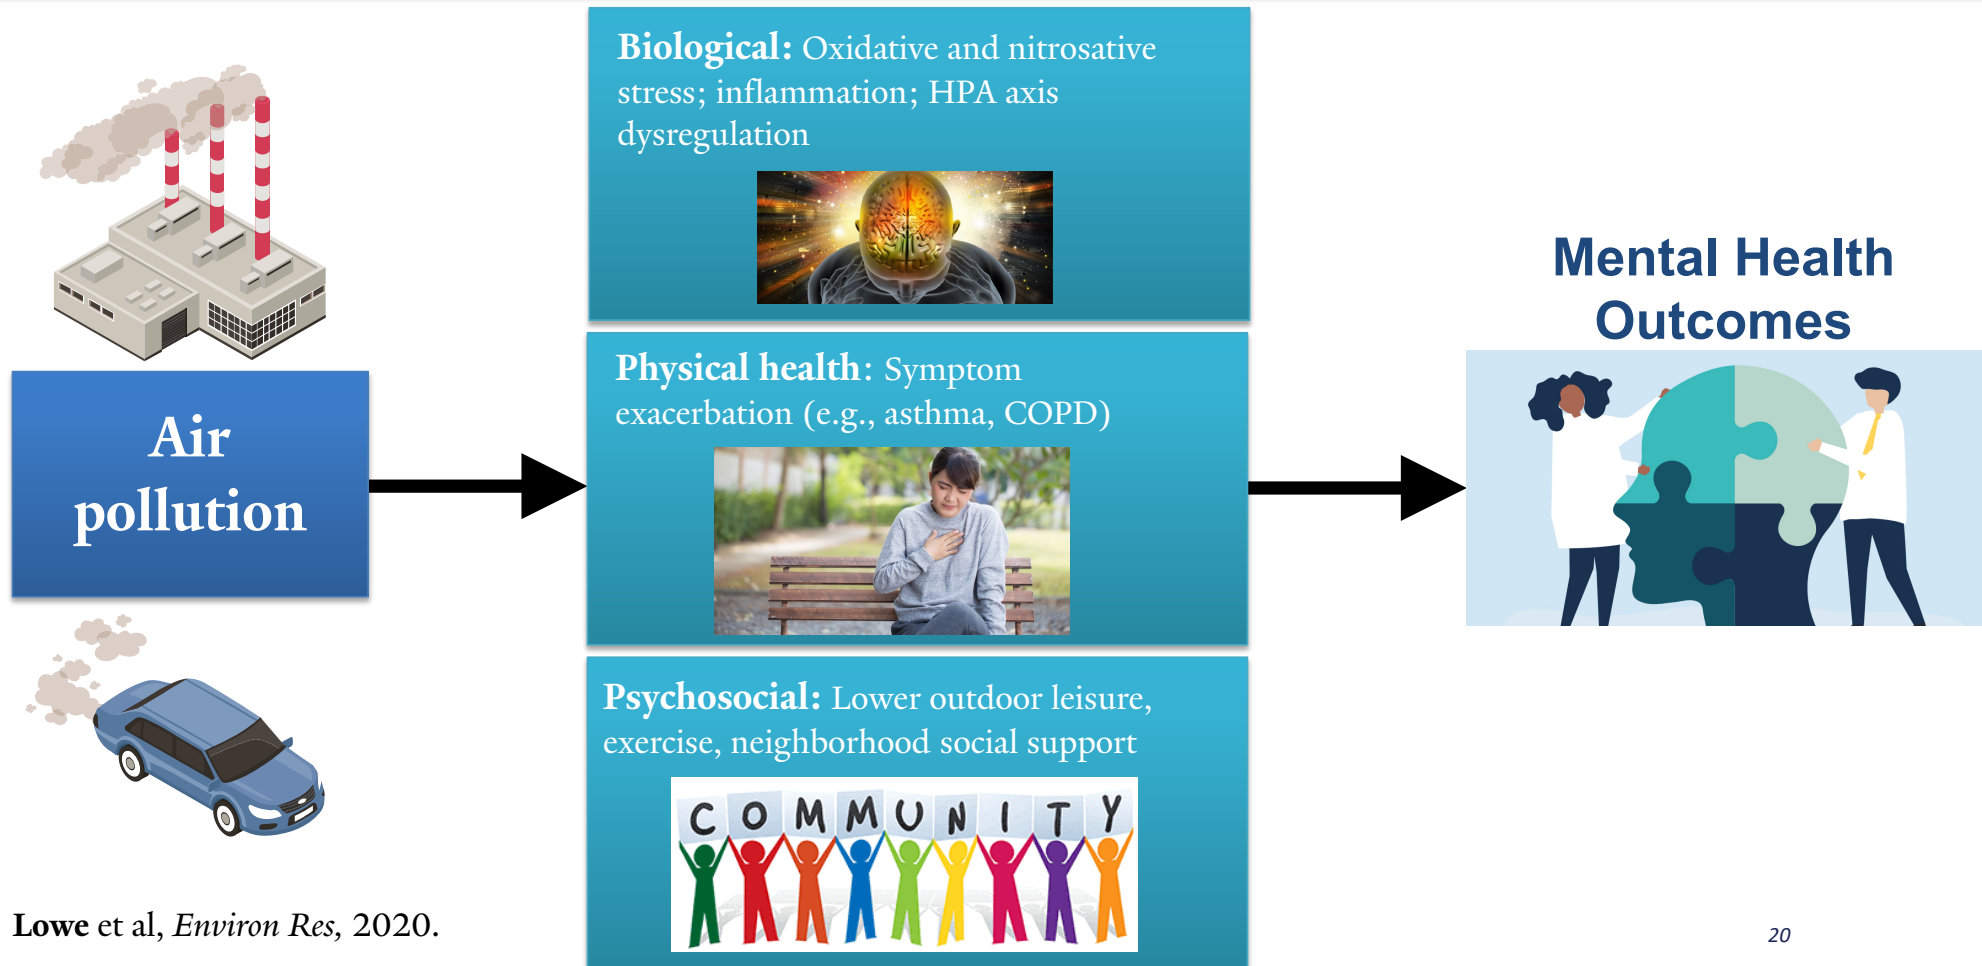 Air
pollution
Biological: Oxidative and nitrosative
stress; inflammation; HPA axis
dysregulation
Physical health: Symptom
exacerbation (e.g., asthma, COPD)
Psychosocial: Lower outdoor leisure,
exercise, neighborhood social support
COMMUNITY
Mental Health
Outcomes
Lowe et al, Environ Res, 2020.
20